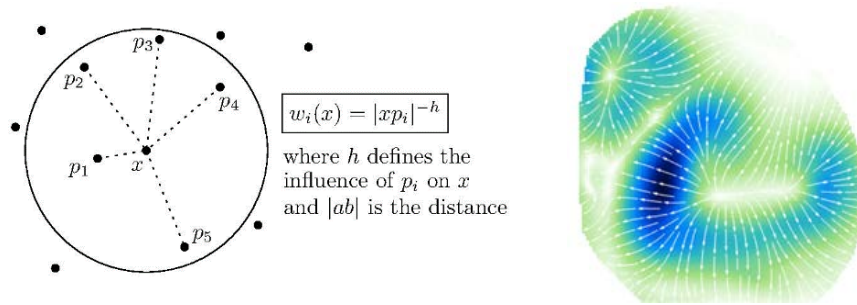 p₃
p₂
p₄
wᵢ(x) = |xpᵢ|⁻ʰ
p₁
x
where h defines the
influence of pᵢ on x
and |ab| is the distance
p₅